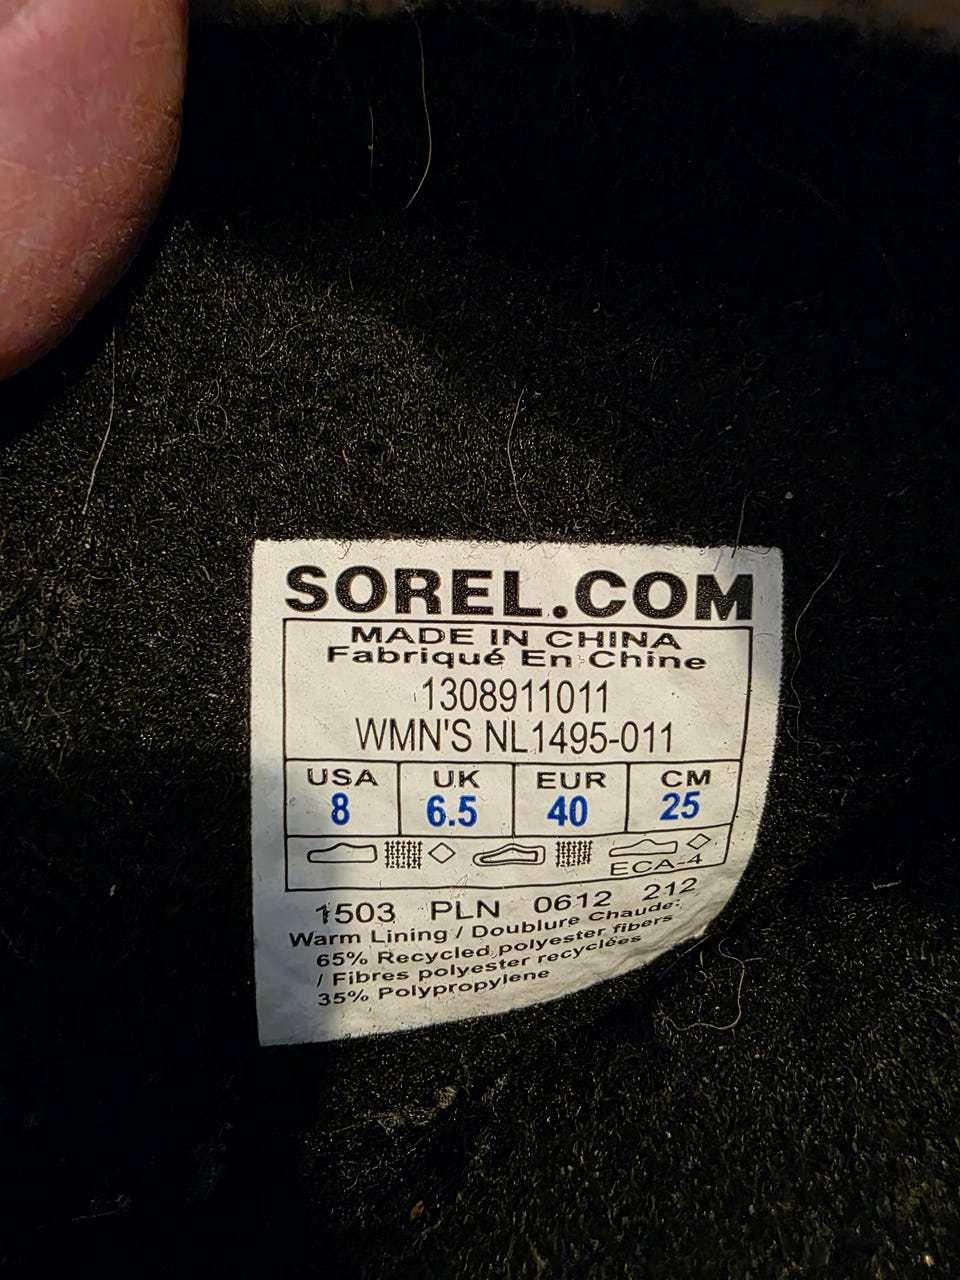 SOREL.COM
MADE IN CHINA
Fabriqué En Chine
1308911011
WMN'S NL1495-011
USA UK EUR CM
8 6.5 40 25
ECA-4
1503 PLN 0612 212
Warm Lining / Doublure Chaude:
65% Recycled polyester fibers
/ Fibres polyester recyclées
35% Polypropylene